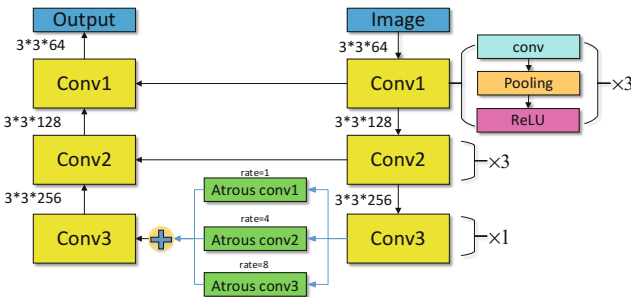 Output
Image
3*3*64
3*3*64
conv
Conv1
Conv1
Pooling
×3
ReLU
3*3*128
3*3*128
Conv2
Conv2
×3
rate=1
Atrous conv1
3*3*256
3*3*256
rate=4
Conv3
Atrous conv2
Conv3
×1
rate=8
Atrous conv3